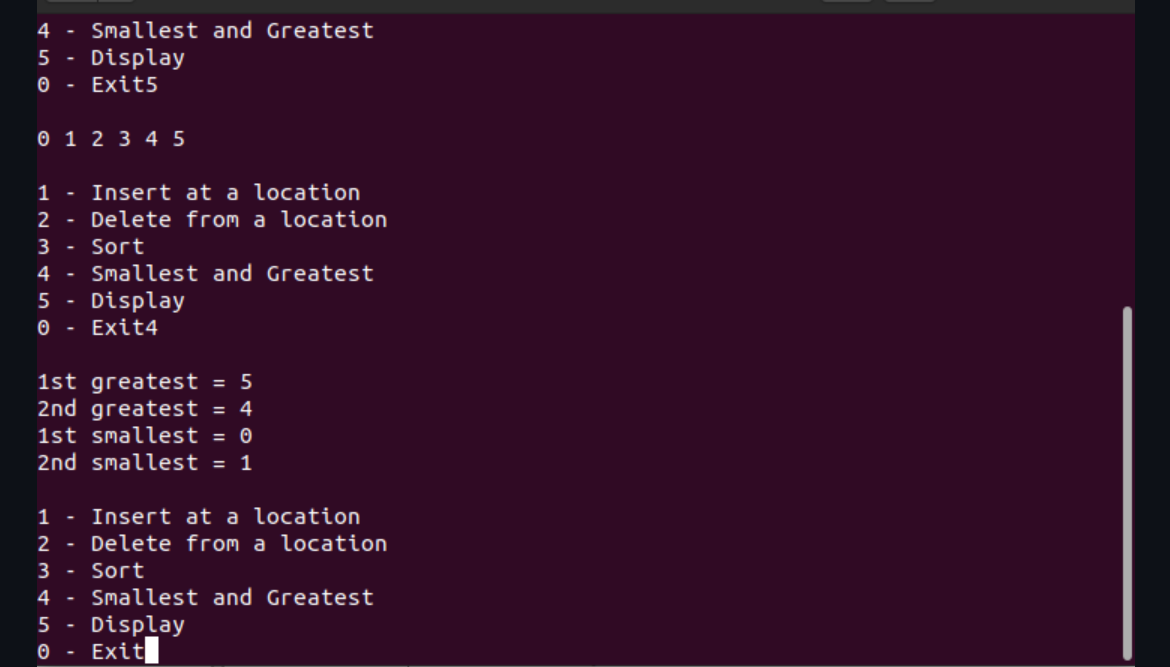 4 - Smallest and Greatest
5 - Display
0 - Exit5
0 1 2 3 4 5
1 - Insert at a location
2 - Delete from a location
3 - Sort
4 - Smallest and Greatest
5 - Display
0 - Exit4
1st greatest = 5
2nd greatest = 4
1st smallest = 0
2nd smallest = 1
1 - Insert at a location
2 - Delete from a location
3 - Sort
4 - Smallest and Greatest
5 - Display
0 - Exit